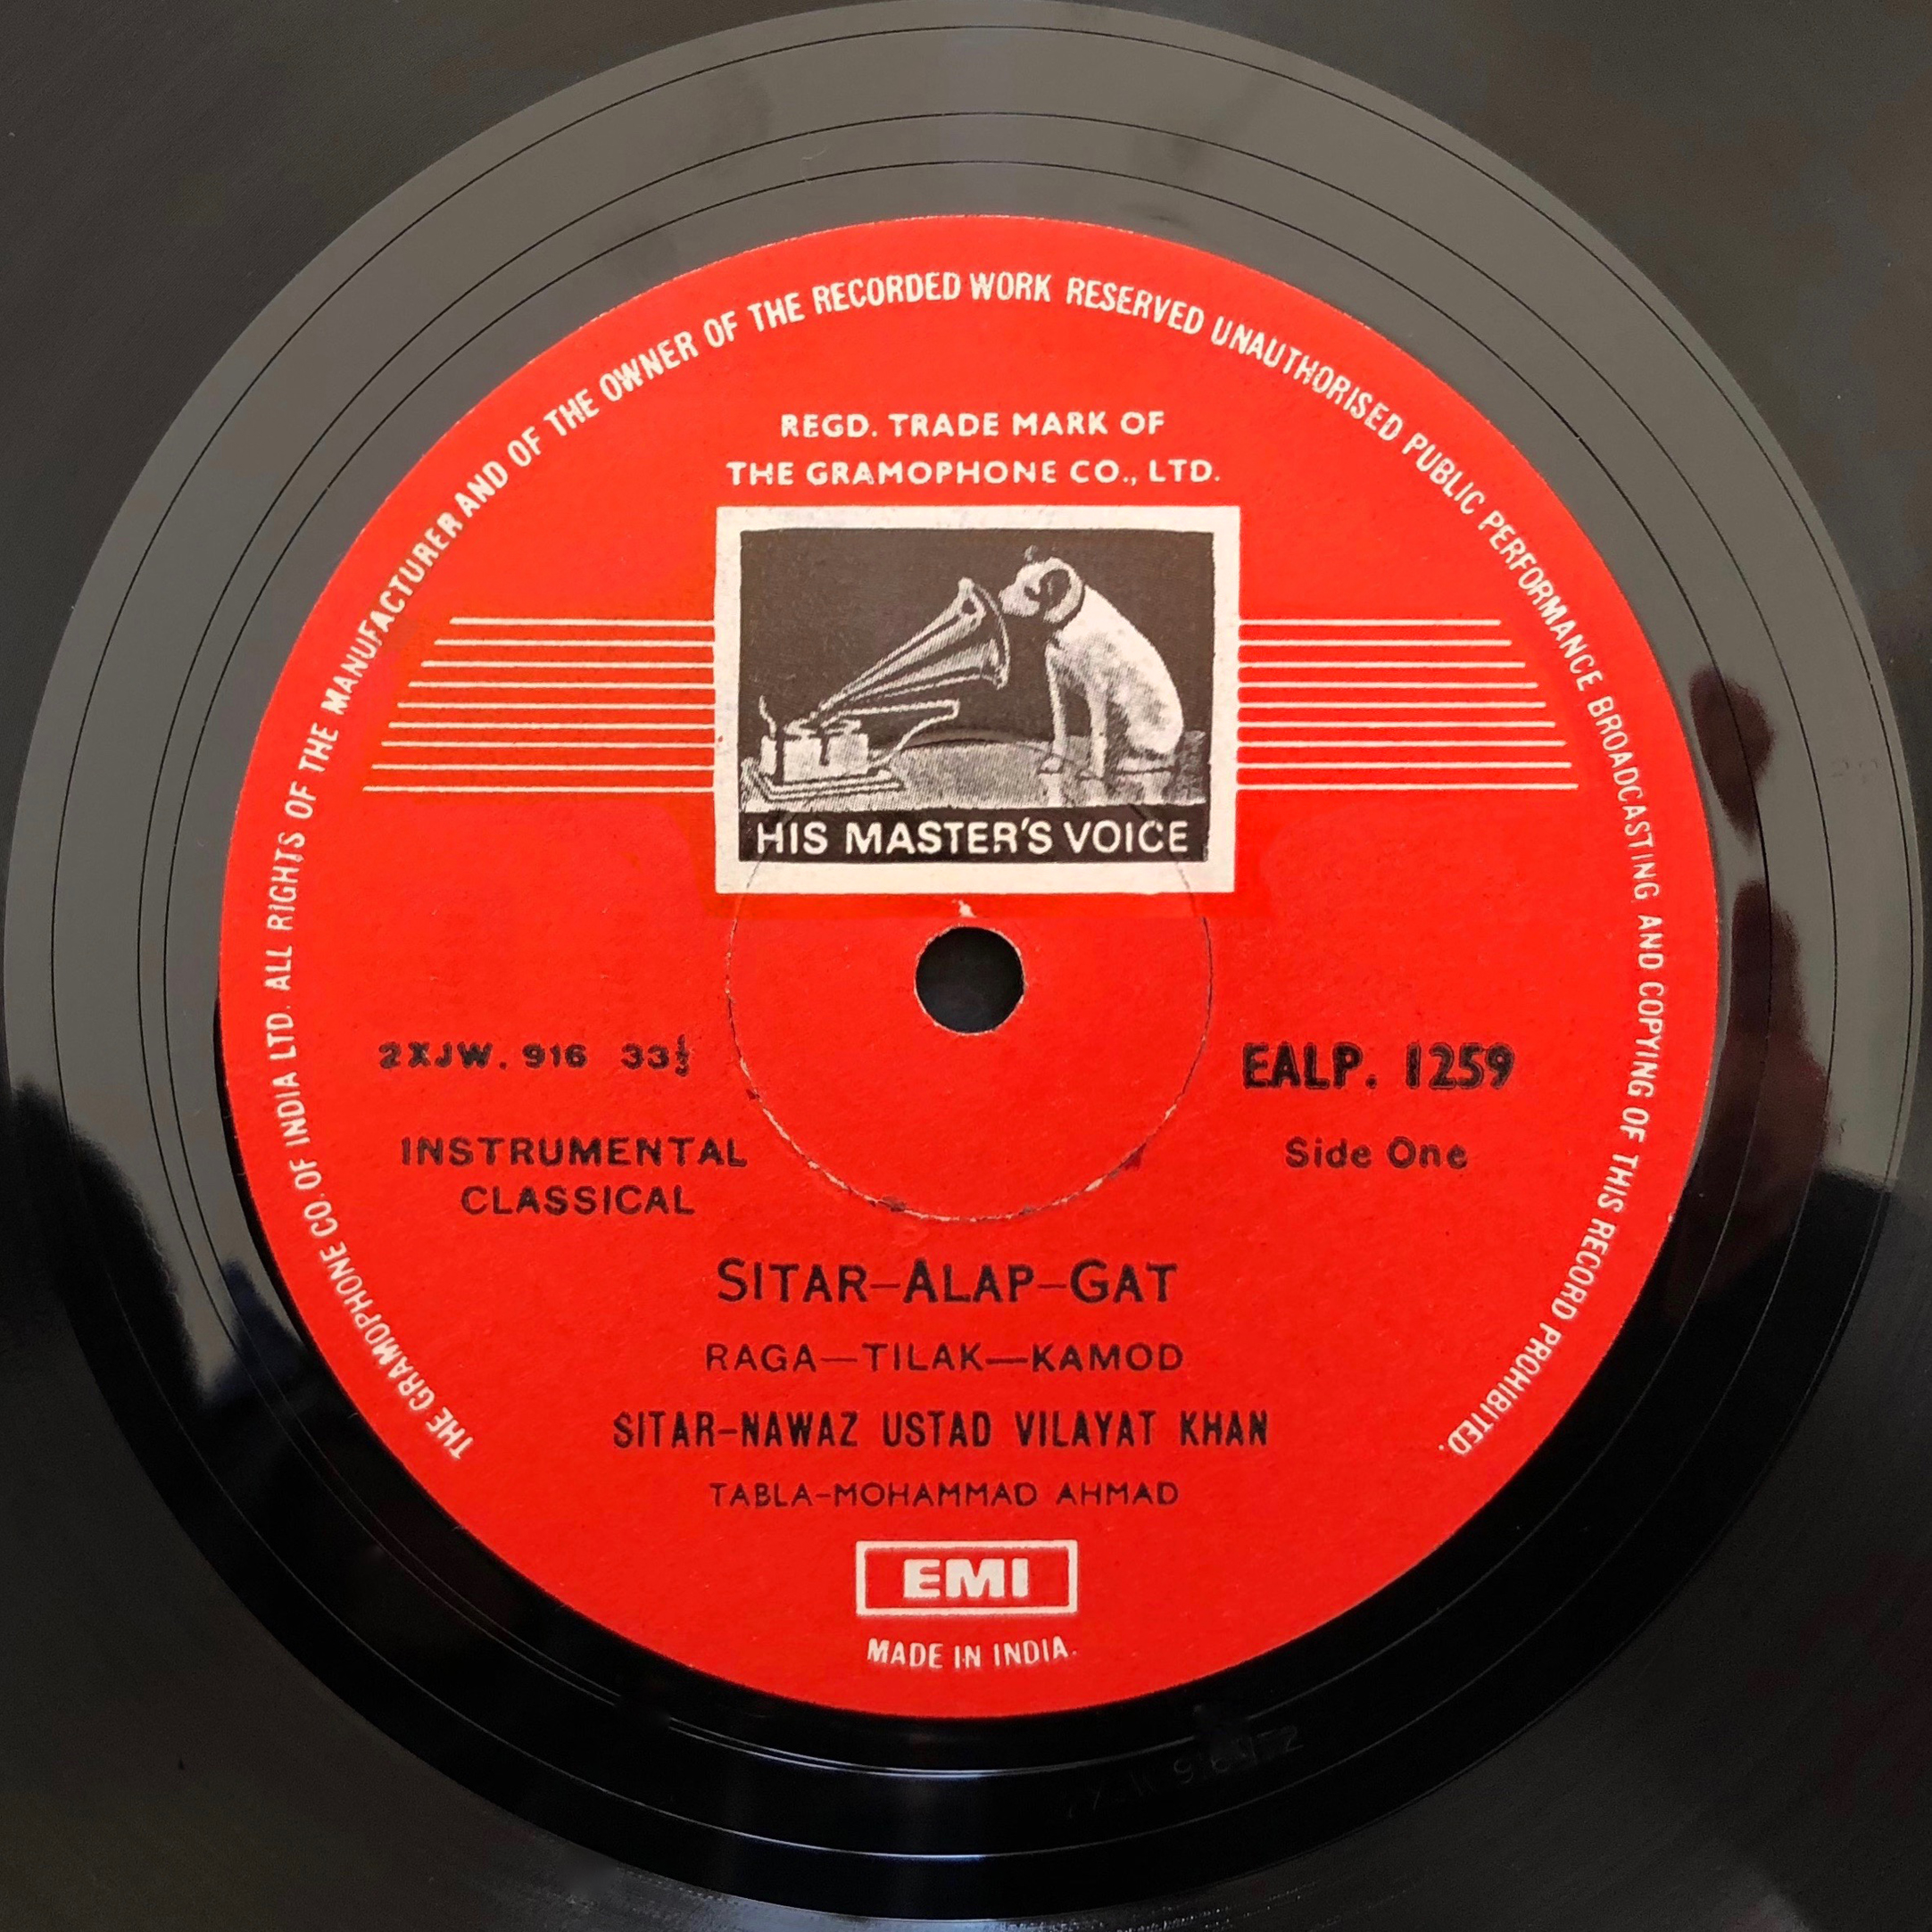 THE GRAMOPHONE CO. OF INDIA LTD. ALL RIGHTS OF THE MANUFACTURER AND OF THE OWNER OF THE RECORDED WORK RESERVED UNAUTHORISED PUBLIC PERFORMANCE BROADCASTING AND COPYING OF THIS RECORD PROHIBITED.
REGD. TRADE MARK OF
THE GRAMOPHONE CO., LTD.
HIS MASTER'S VOICE
2XJW. 916 33⅓ EALP. 1259
INSTRUMENTAL Side One
CLASSICAL
SITAR–ALAP–GAT
RAGA—TILAK—KAMOD
SITAR–NAWAZ USTAD VILAYAT KHAN
TABLA–MOHAMMAD AHMAD
EMI
MADE IN INDIA.